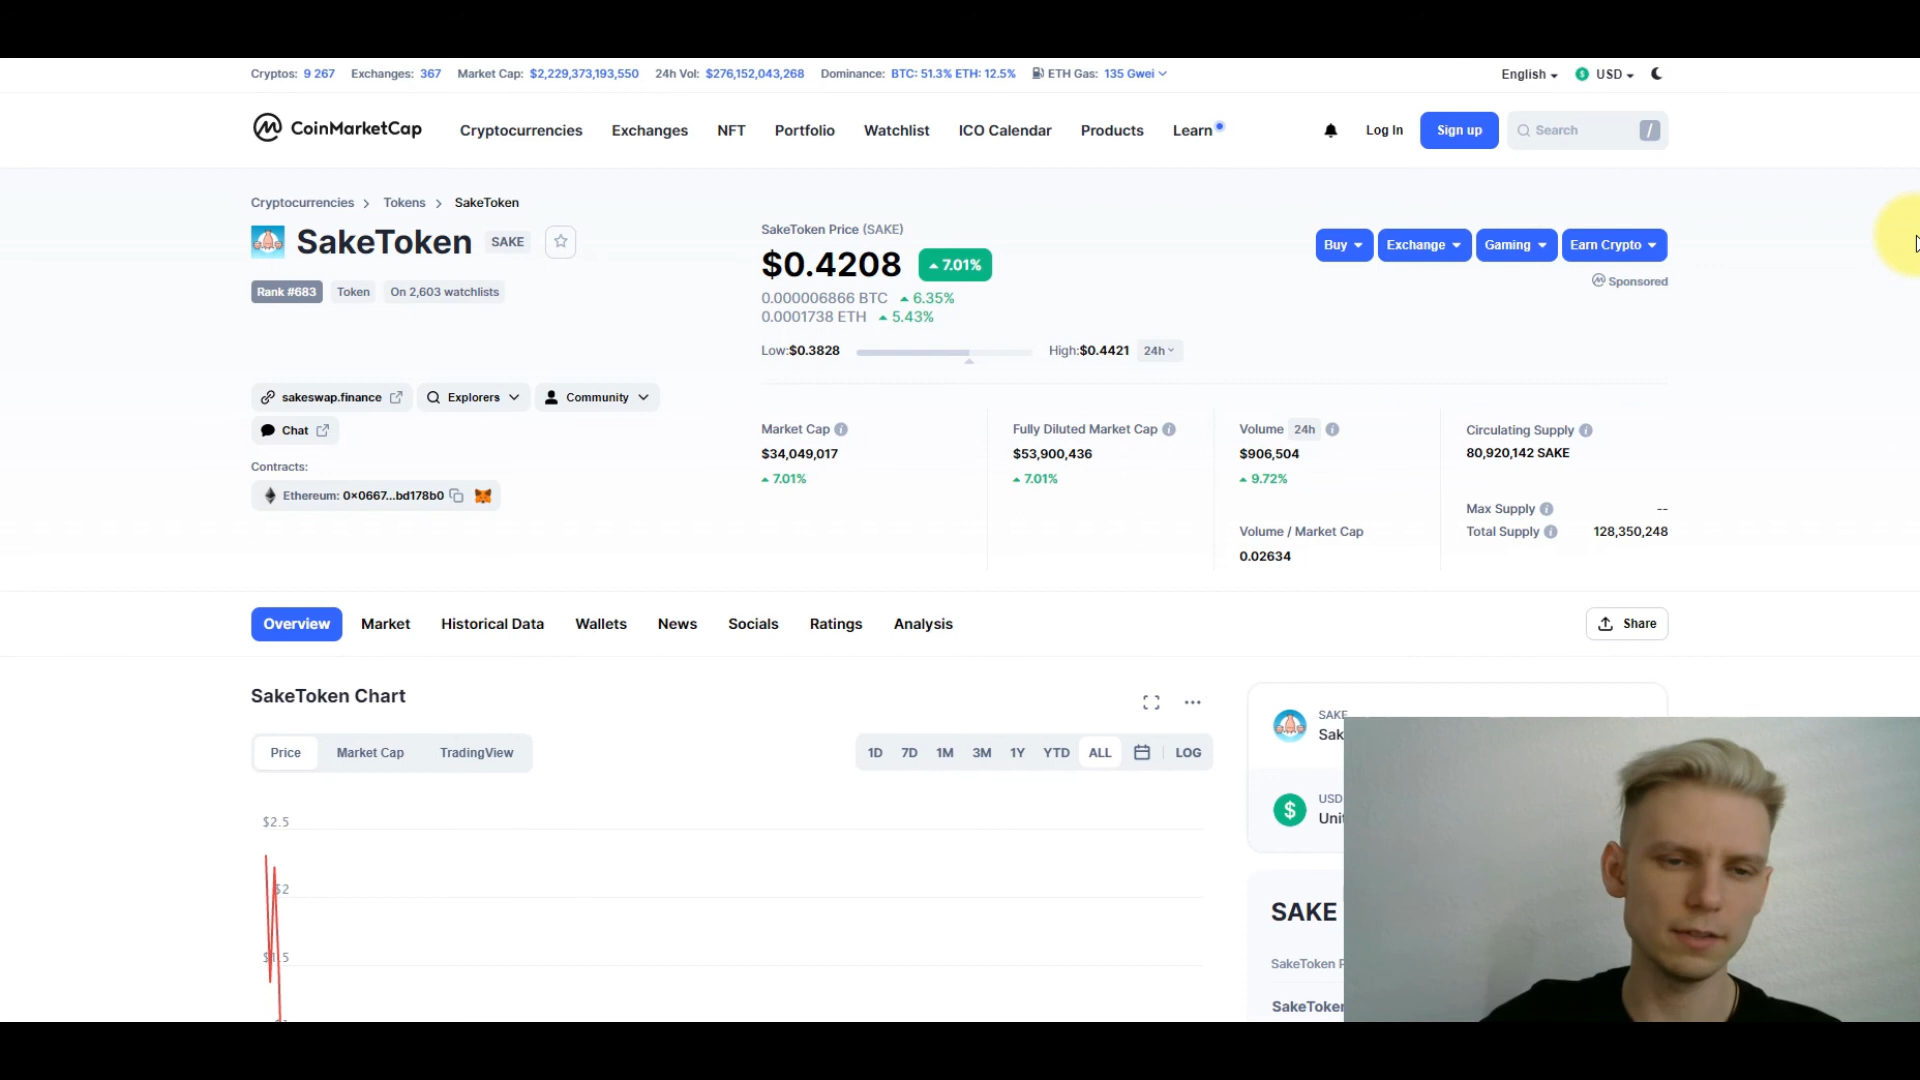 Cryptos: 9 267 Exchanges: 367 Market Cap: $2,229,373,193,550 24h Vol: $276,152,043,268 Dominance: BTC: 51.3% ETH: 12.5% ETH Gas: 135 Gwei English USD
CoinMarketCap Cryptocurrencies Exchanges NFT Portfolio Watchlist ICO Calendar Products Learn Log In Sign up Search /
Cryptocurrencies > Tokens > SakeToken
SakeToken SAKE
Rank #683 Token On 2,603 watchlists
sakeswap.finance Explorers Community
Chat
Contracts:
Ethereum: 0x0667...bd178b0
SakeToken Price (SAKE)
$0.4208 7.01%
0.000006866 BTC 6.35%
0.0001738 ETH 5.43%
Low:$0.3828 High:$0.4421 24h
Buy Exchange Gaming Earn Crypto
Sponsored
Market Cap
$34,049,017
7.01%
Fully Diluted Market Cap
$53,900,436
7.01%
Volume 24h
$906,504
9.72%
Volume / Market Cap
0.02634
Circulating Supply
80,920,142 SAKE
Max Supply --
Total Supply 128,350,248
Overview Market Historical Data Wallets News Socials Ratings Analysis Share
SakeToken Chart
Price Market Cap TradingView 1D 7D 1M 3M 1Y YTD ALL LOG
$2.5
$2
$1.5
SAKE
Sak
$ USD
Unit
SAKE
SakeToken P
SakeToken